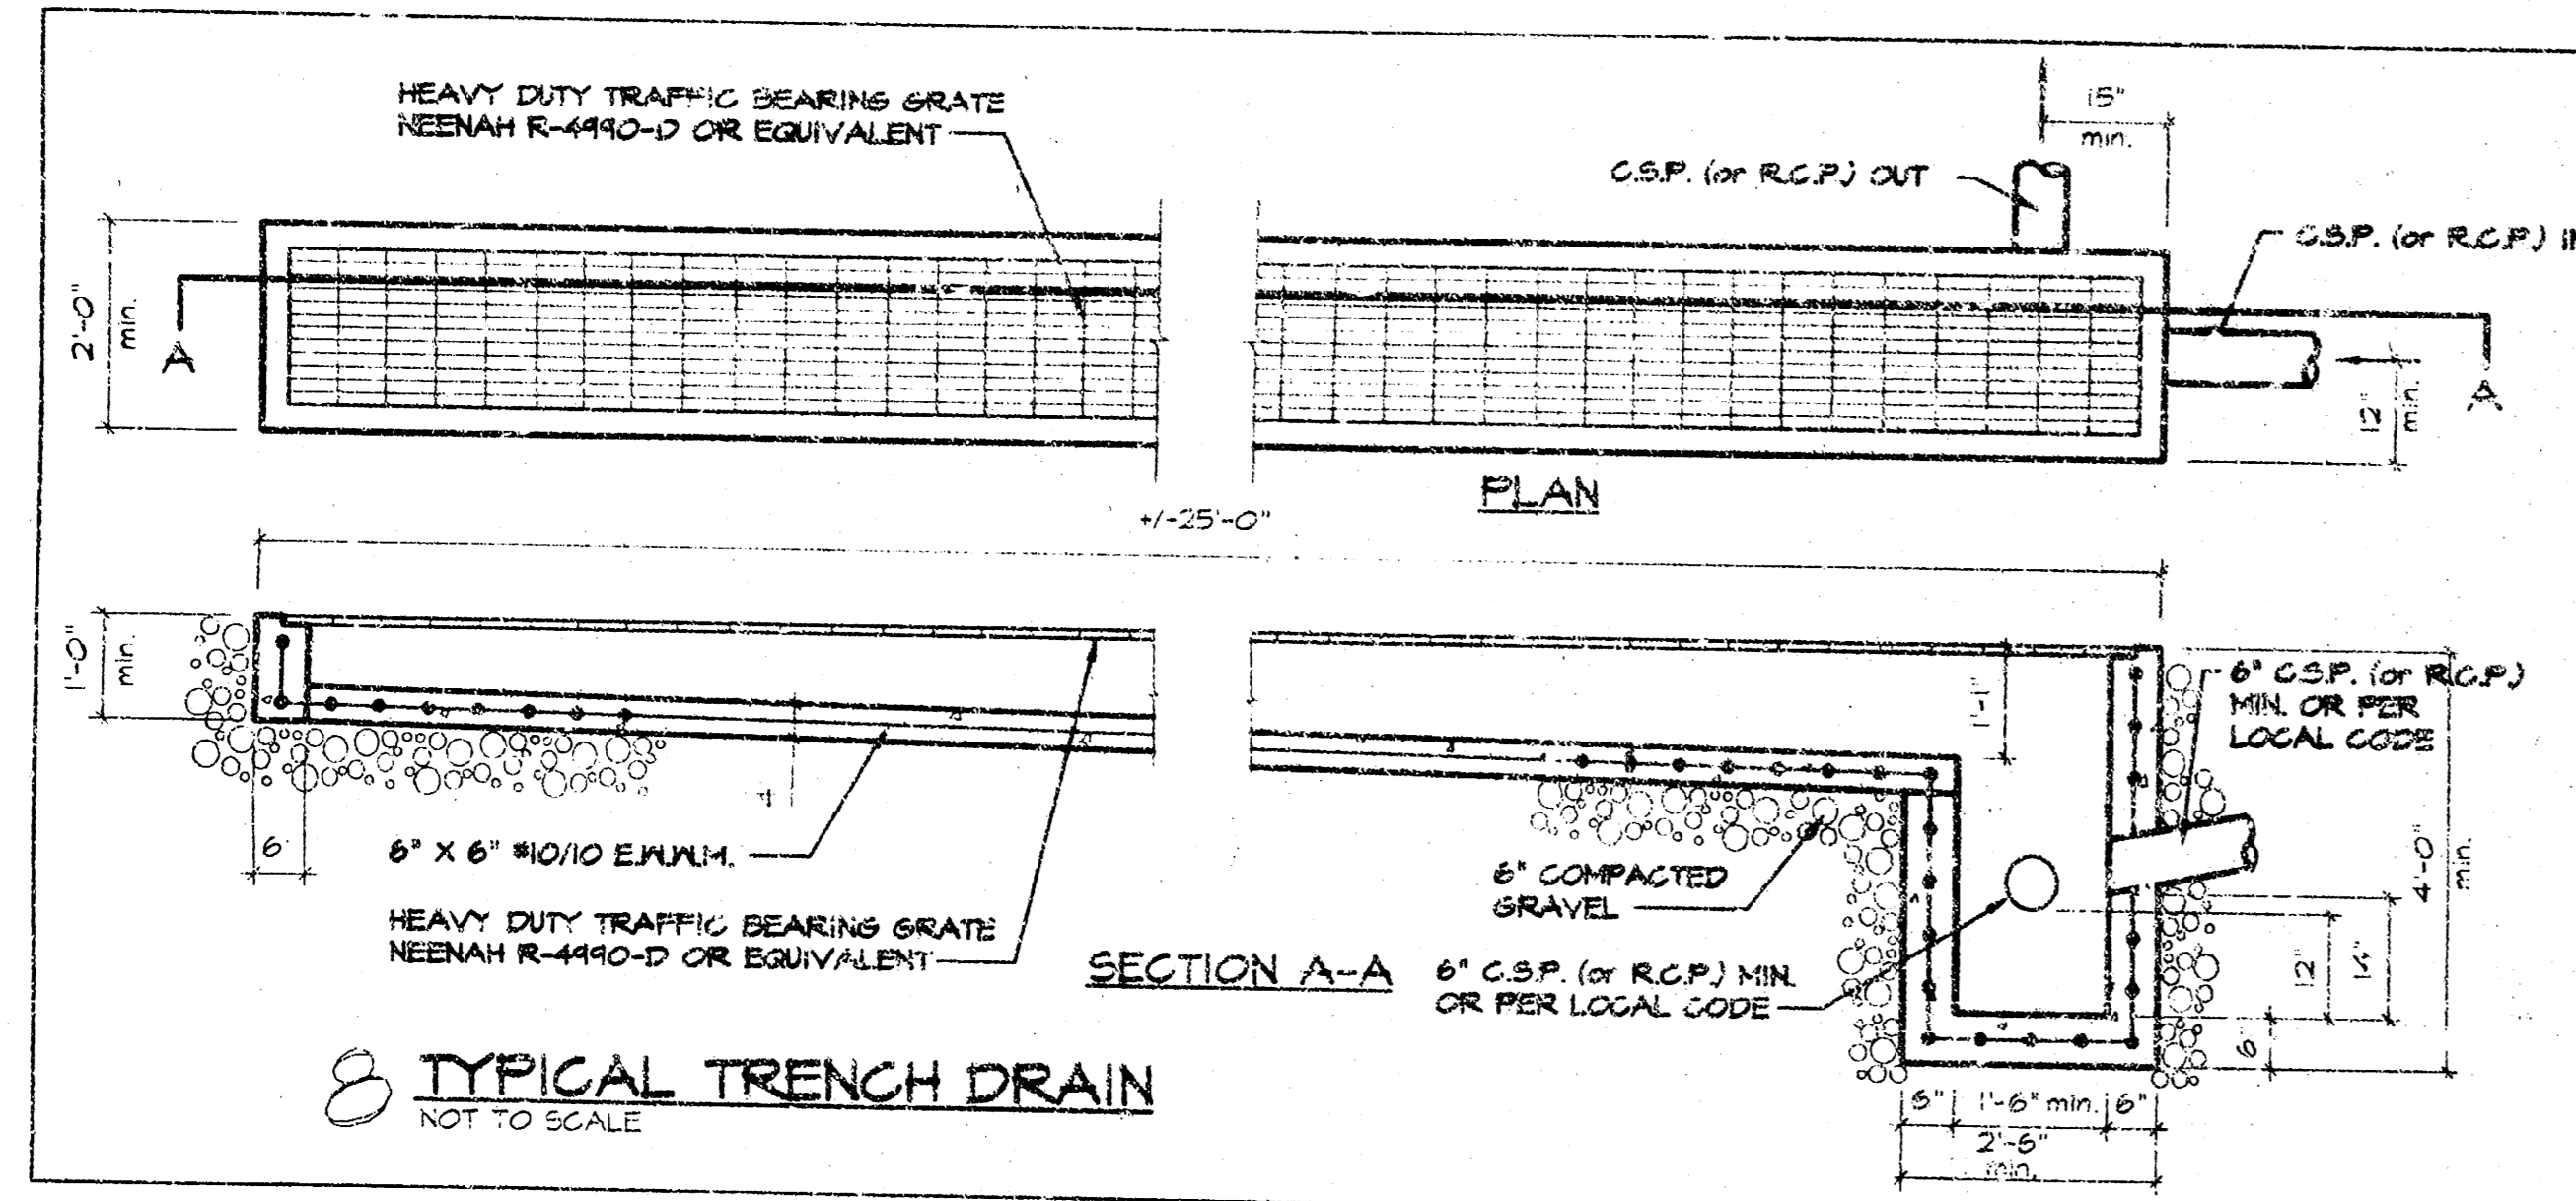 HEAVY DUTY TRAFFIC BEARING GRATE
NEENAH R-4990-D OR EQUIVALENT
15"
min.
C.S.P. (or R.C.P.) OUT
C.S.P. (or R.C.P.)
2'-0"
min.
A
A
12"
min.
PLAN
+/-25'-0"
1'-0"
min.
1'-1"
6" C.S.P. (or R.C.P.)
MIN. OR PER
LOCAL CODE
4'-0"
min.
6"
4
6" X 6" #10/10 E.W.W.M.
6" COMPACTED
GRAVEL
HEAVY DUTY TRAFFIC BEARING GRATE
NEENAH R-4990-D OR EQUIVALENT
SECTION A-A
6" C.S.P. (or R.C.P.) MIN.
OR PER LOCAL CODE
12"
14"
6"
8 TYPICAL TRENCH DRAIN
NOT TO SCALE
6" 1'-6" min. 6"
2'-6"
min.